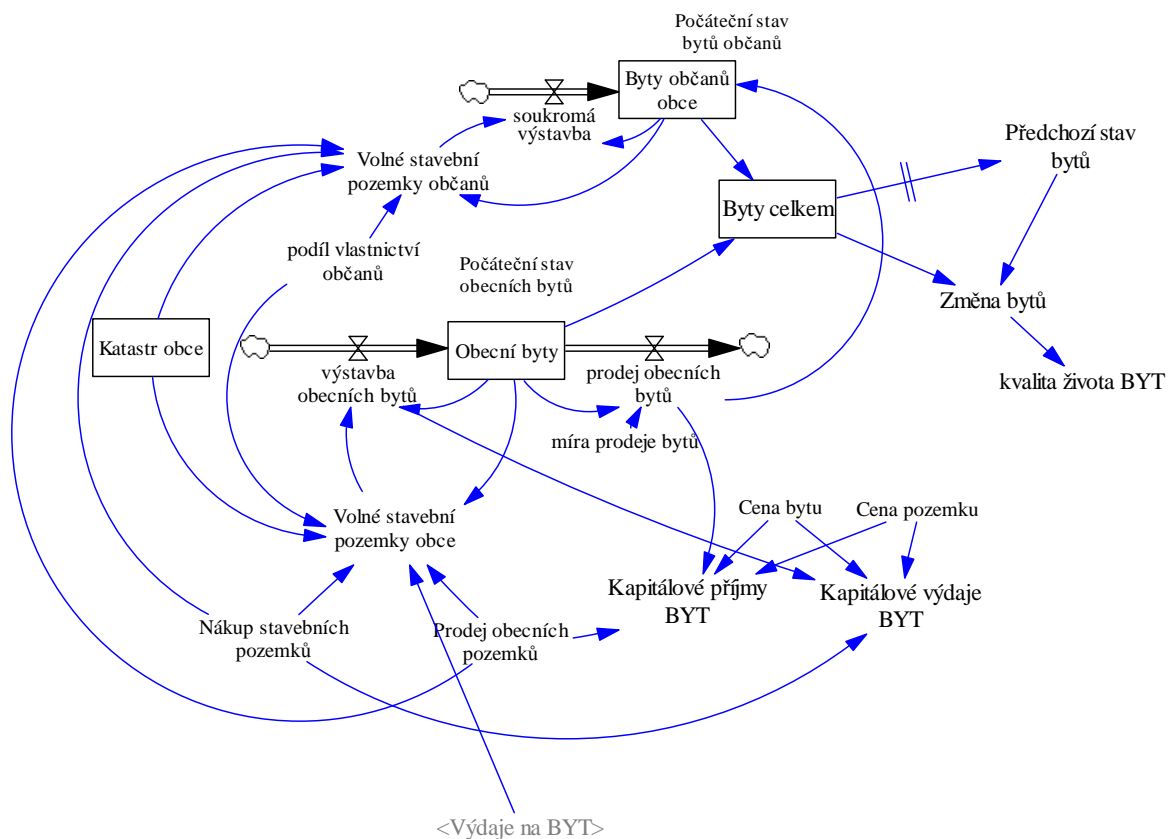 Počáteční stav
bytů občanů
Byty občanů
obce
soukromá
výstavba
Předchozí stav
bytů
Volné stavební
pozemky občanů
Byty celkem
podíl vlastnictví
občanů
Počáteční stav
obecních bytů
Změna bytů
Katastr obce
Obecní byty
výstavba
obecních bytů
prodej obecních
bytů
kvalita života BYT
míra prodeje bytů
Volné stavební
pozemky obce
Cena bytu
Cena pozemku
Kapitálové příjmy
BYT
Kapitálové výdaje
BYT
Nákup stavebních
pozemků
Prodej obecních
pozemků
<Výdaje na BYT>